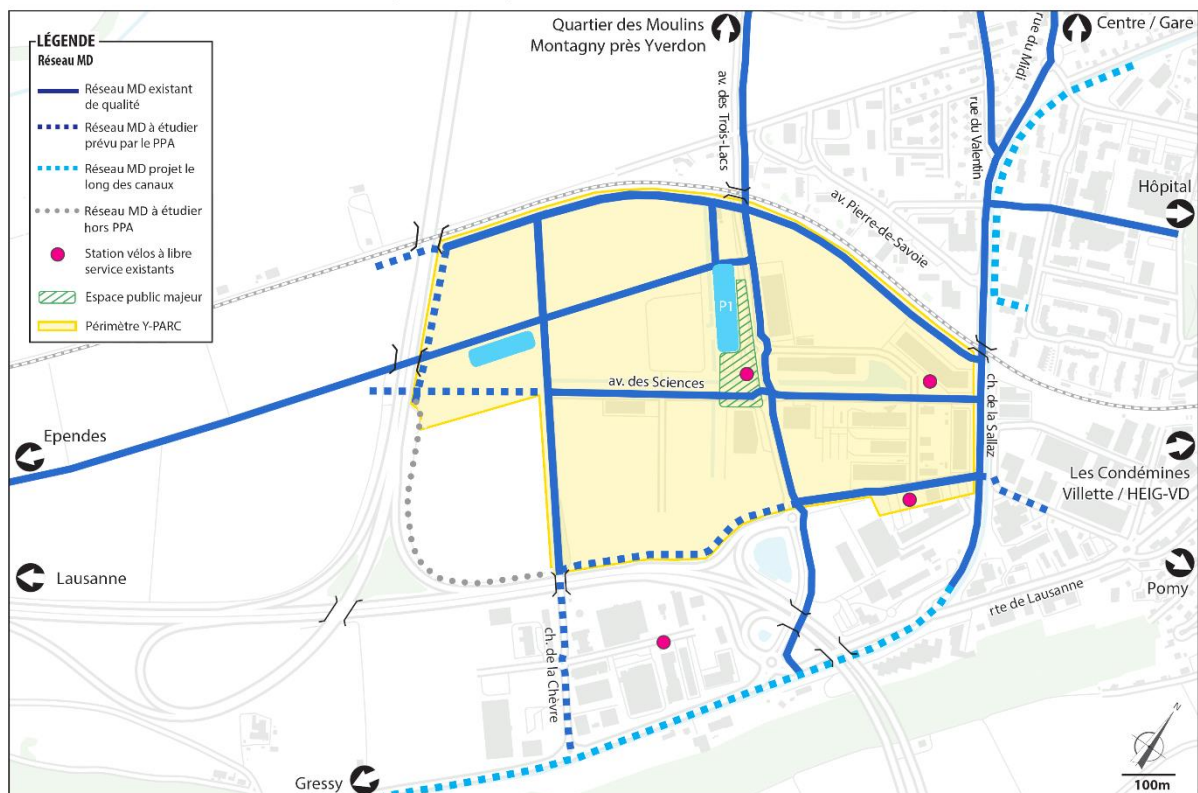 LÉGENDE
Réseau MD
Réseau MD existant
de qualité
Réseau MD à étudier
prévu par le PPA
Réseau MD projet le
long des canaux
Réseau MD à étudier
hors PPA
Station vélos à libre
service existants
Espace public majeur
Périmètre Y-PARC
Quartier des Moulins
Montagny près Yverdon
av. des Trois-Lacs
rue du Midi
Centre / Gare
rue du Valentin
Hôpital
av. Pierre-de-Savoie
P1
av. des Sciences
ch. de la Sallaz
Ependes
Les Condémines
Villette / HEIG-VD
Lausanne
Pomy
rte de Lausanne
ch. de la Chèvre
Gressy
N
100m